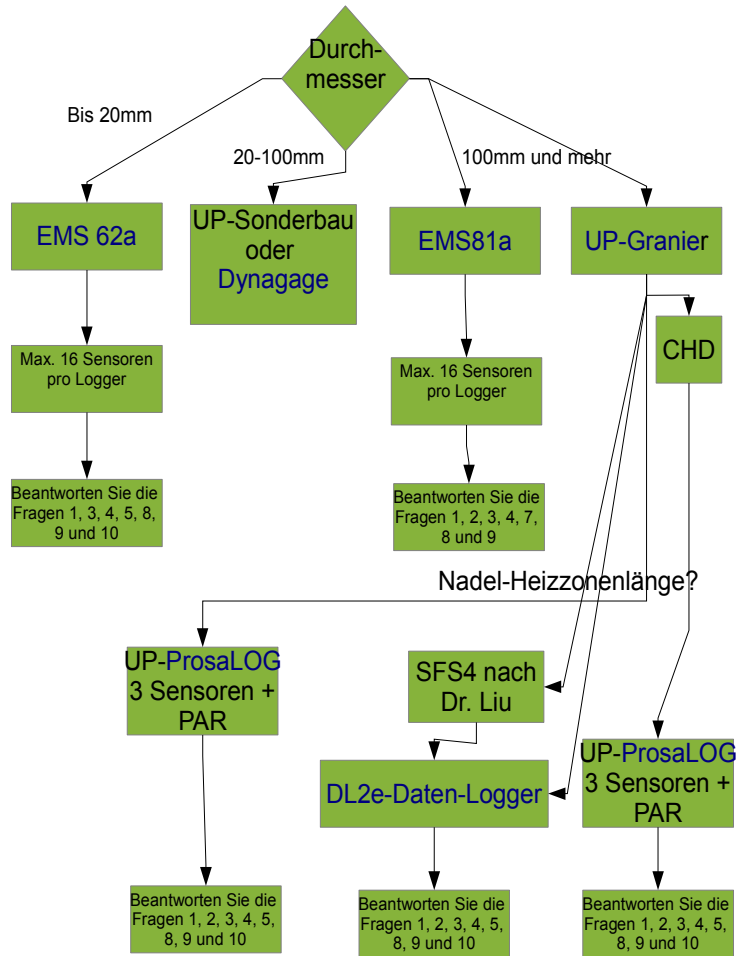 Durch-
messer
Bis 20mm
20-100mm
100mm und mehr
EMS 62a
UP-Sonderbau
oder
Dynagage
EMS81a
UP-Granier
CHD
Max. 16 Sensoren
pro Logger
Max. 16 Sensoren
pro Logger
Beantworten Sie die
Fragen 1, 3, 4, 5, 8,
9 und 10
Beantworten Sie die
Fragen 1, 2, 3, 4, 7,
8 und 9
Nadel-Heizzonenlänge?
UP-ProsaLOG
3 Sensoren +
PAR
SFS4 nach
Dr. Liu
DL2e-Daten-Logger
UP-ProsaLOG
3 Sensoren +
PAR
Beantworten Sie die
Fragen 1, 2, 3, 4, 5,
8, 9 und 10
Beantworten Sie die
Fragen 1, 2, 3, 4, 5,
8, 9 und 10
Beantworten Sie die
Fragen 1, 2, 3, 4, 5,
8, 9 und 10